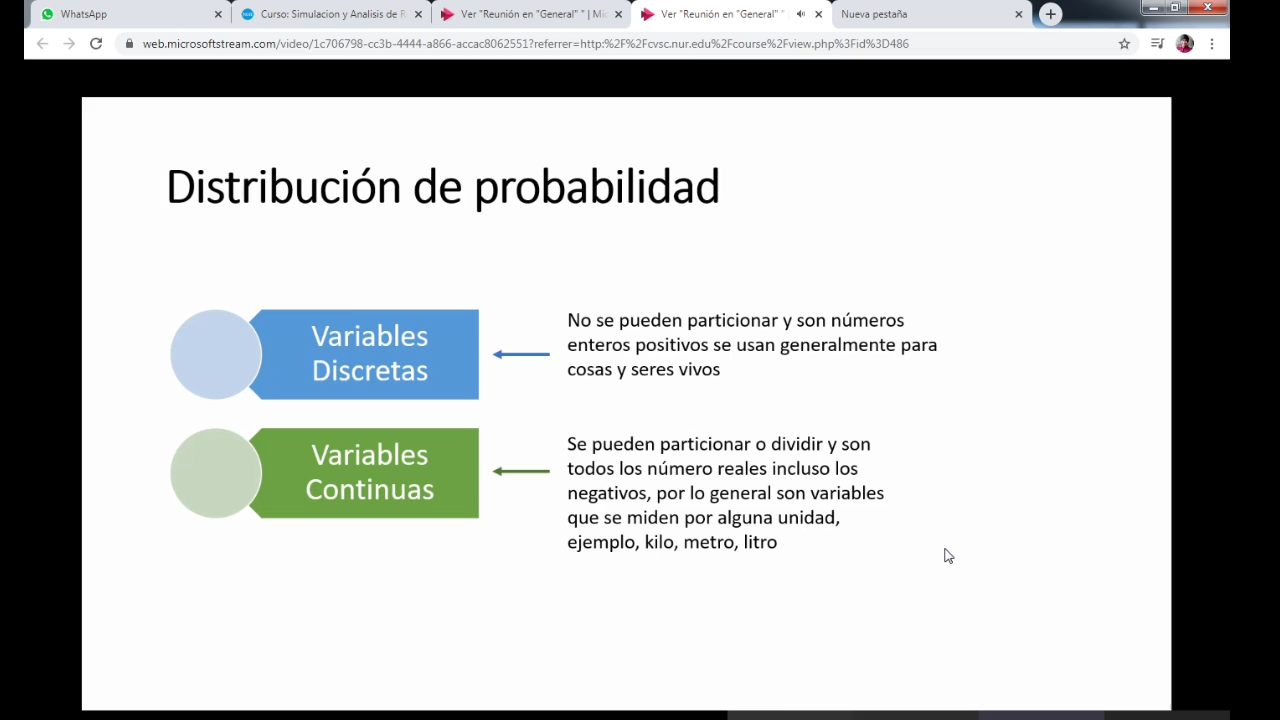 WhatsApp
Curso: Simulacion y Analisis de R
Ver "Reunión en "General" " | Mi
Ver "Reunión en "General" "
Nueva pestaña
web.microsoftstream.com/video/1c706798-cc3b-4444-a866-acca8062551?referrer=http:%2F%2Fcvsc.nur.edu%2Fcourse%2Fview.php%3Fid%3D486
Distribución de probabilidad
Variables
Discretas
No se pueden particionar y son números
enteros positivos se usan generalmente para
cosas y seres vivos
Variables
Continuas
Se pueden particionar o dividir y son
todos los número reales incluso los
negativos, por lo general son variables
que se miden por alguna unidad,
ejemplo, kilo, metro, litro